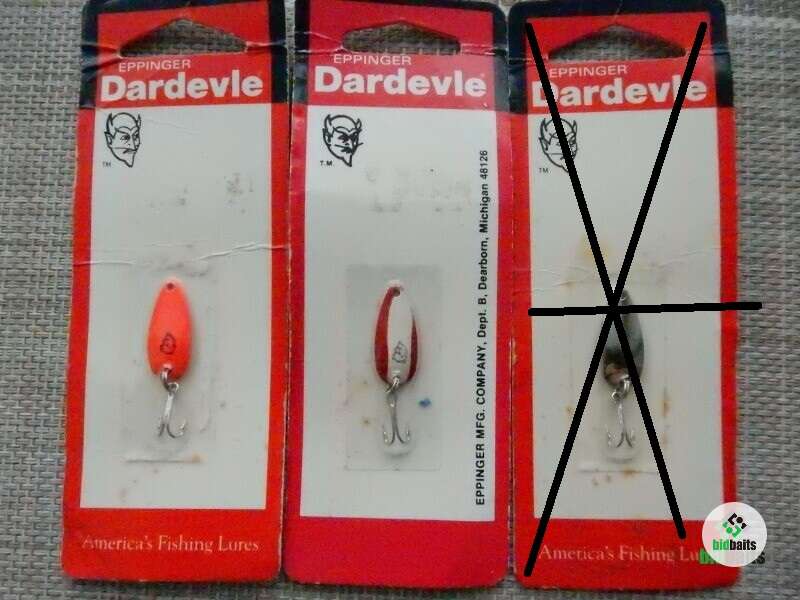 EPPINGER
Dardevle
TM
America's Fishing Lures
EPPINGER
Dardevle
T.M.
EPPINGER MFG. COMPANY, Dept. B, Dearborn, Michigan 48126
EPPINGER
Dardevle
TM
America's Fishing Lu
bidbaits